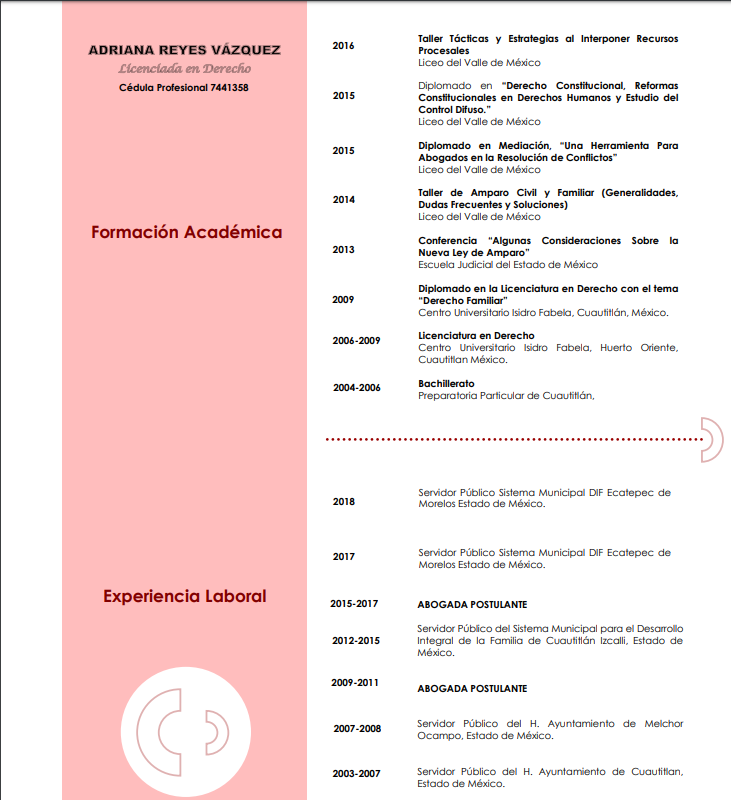 ADRIANA REYES VÁZQUEZ
Licenciada en Derecho
Cédula Profesional 7441358
Formación Académica
2016
Taller Tácticas y Estrategias al Interponer Recursos
Procesales
Liceo del Valle de México
2015
Diplomado en “Derecho Constitucional, Reformas
Constitucionales en Derechos Humanos y Estudio del
Control Difuso.”
Liceo del Valle de México
2015
Diplomado en Mediación, “Una Herramienta Para
Abogados en la Resolución de Conflictos”
Liceo del Valle de México
2014
Taller de Amparo Civil y Familiar (Generalidades,
Dudas Frecuentes y Soluciones)
Liceo del Valle de México
2013
Conferencia “Algunas Consideraciones Sobre la
Nueva Ley de Amparo”
Escuela Judicial del Estado de México
2009
Diplomado en la Licenciatura en Derecho con el tema
“Derecho Familiar”
Centro Universitario Isidro Fabela, Cuautitlán, México.
2006-2009
Licenciatura en Derecho
Centro Universitario Isidro Fabela, Huerto Oriente,
Cuautitlan México.
2004-2006
Bachillerato
Preparatoria Particular de Cuautitlán,
Experiencia Laboral
2018
Servidor Público Sistema Municipal DIF Ecatepec de
Morelos Estado de México.
2017
Servidor Público Sistema Municipal DIF Ecatepec de
Morelos Estado de México.
2015-2017
ABOGADA POSTULANTE
2012-2015
Servidor Público del Sistema Municipal para el Desarrollo
Integral de la Familia de Cuautitlán Izcalli, Estado de
México.
2009-2011
ABOGADA POSTULANTE
2007-2008
Servidor Público del H. Ayuntamiento de Melchor
Ocampo, Estado de México.
2003-2007
Servidor Público del H. Ayuntamiento de Cuautitlan,
Estado de México.